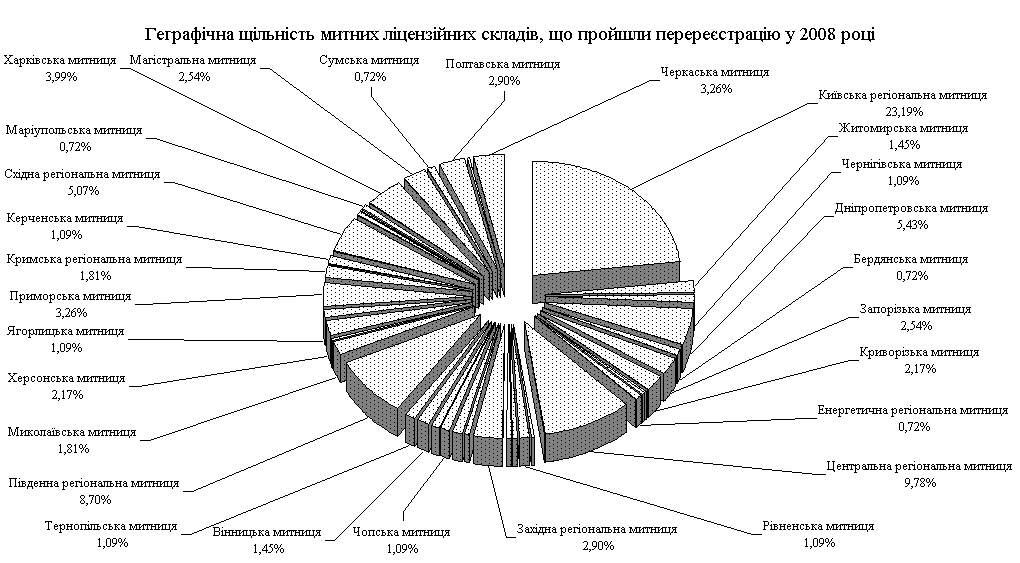 Геграфічна щільність митних ліцензійних складів, що пройшли перереєстрацію у 2008 році
Харківська митниця
3,99%
Магістральна митниця
2,54%
Сумська митниця
0,72%
Полтавська митниця
2,90%
Черкаська митниця
3,26%
Київська регіональна митниця
23,19%
Житомирська митниця
1,45%
Чернігівська митниця
1,09%
Дніпропетровська митниця
5,43%
Бердянська митниця
0,72%
Запорізька митниця
2,54%
Криворізька митниця
2,17%
Енергетична регіональна митниця
0,72%
Центральна регіональна митниця
9,78%
Рівненська митниця
1,09%
Західна регіональна митниця
2,90%
Чопська митниця
1,09%
Вінницька митниця
1,45%
Тернопільська митниця
1,09%
Південна регіональна митниця
8,70%
Миколаївська митниця
1,81%
Херсонська митниця
2,17%
Ягорлицька митниця
1,09%
Приморська митниця
3,26%
Кримська регіональна митниця
1,81%
Керченська митниця
1,09%
Східна регіональна митниця
5,07%
Маріупольська митниця
0,72%